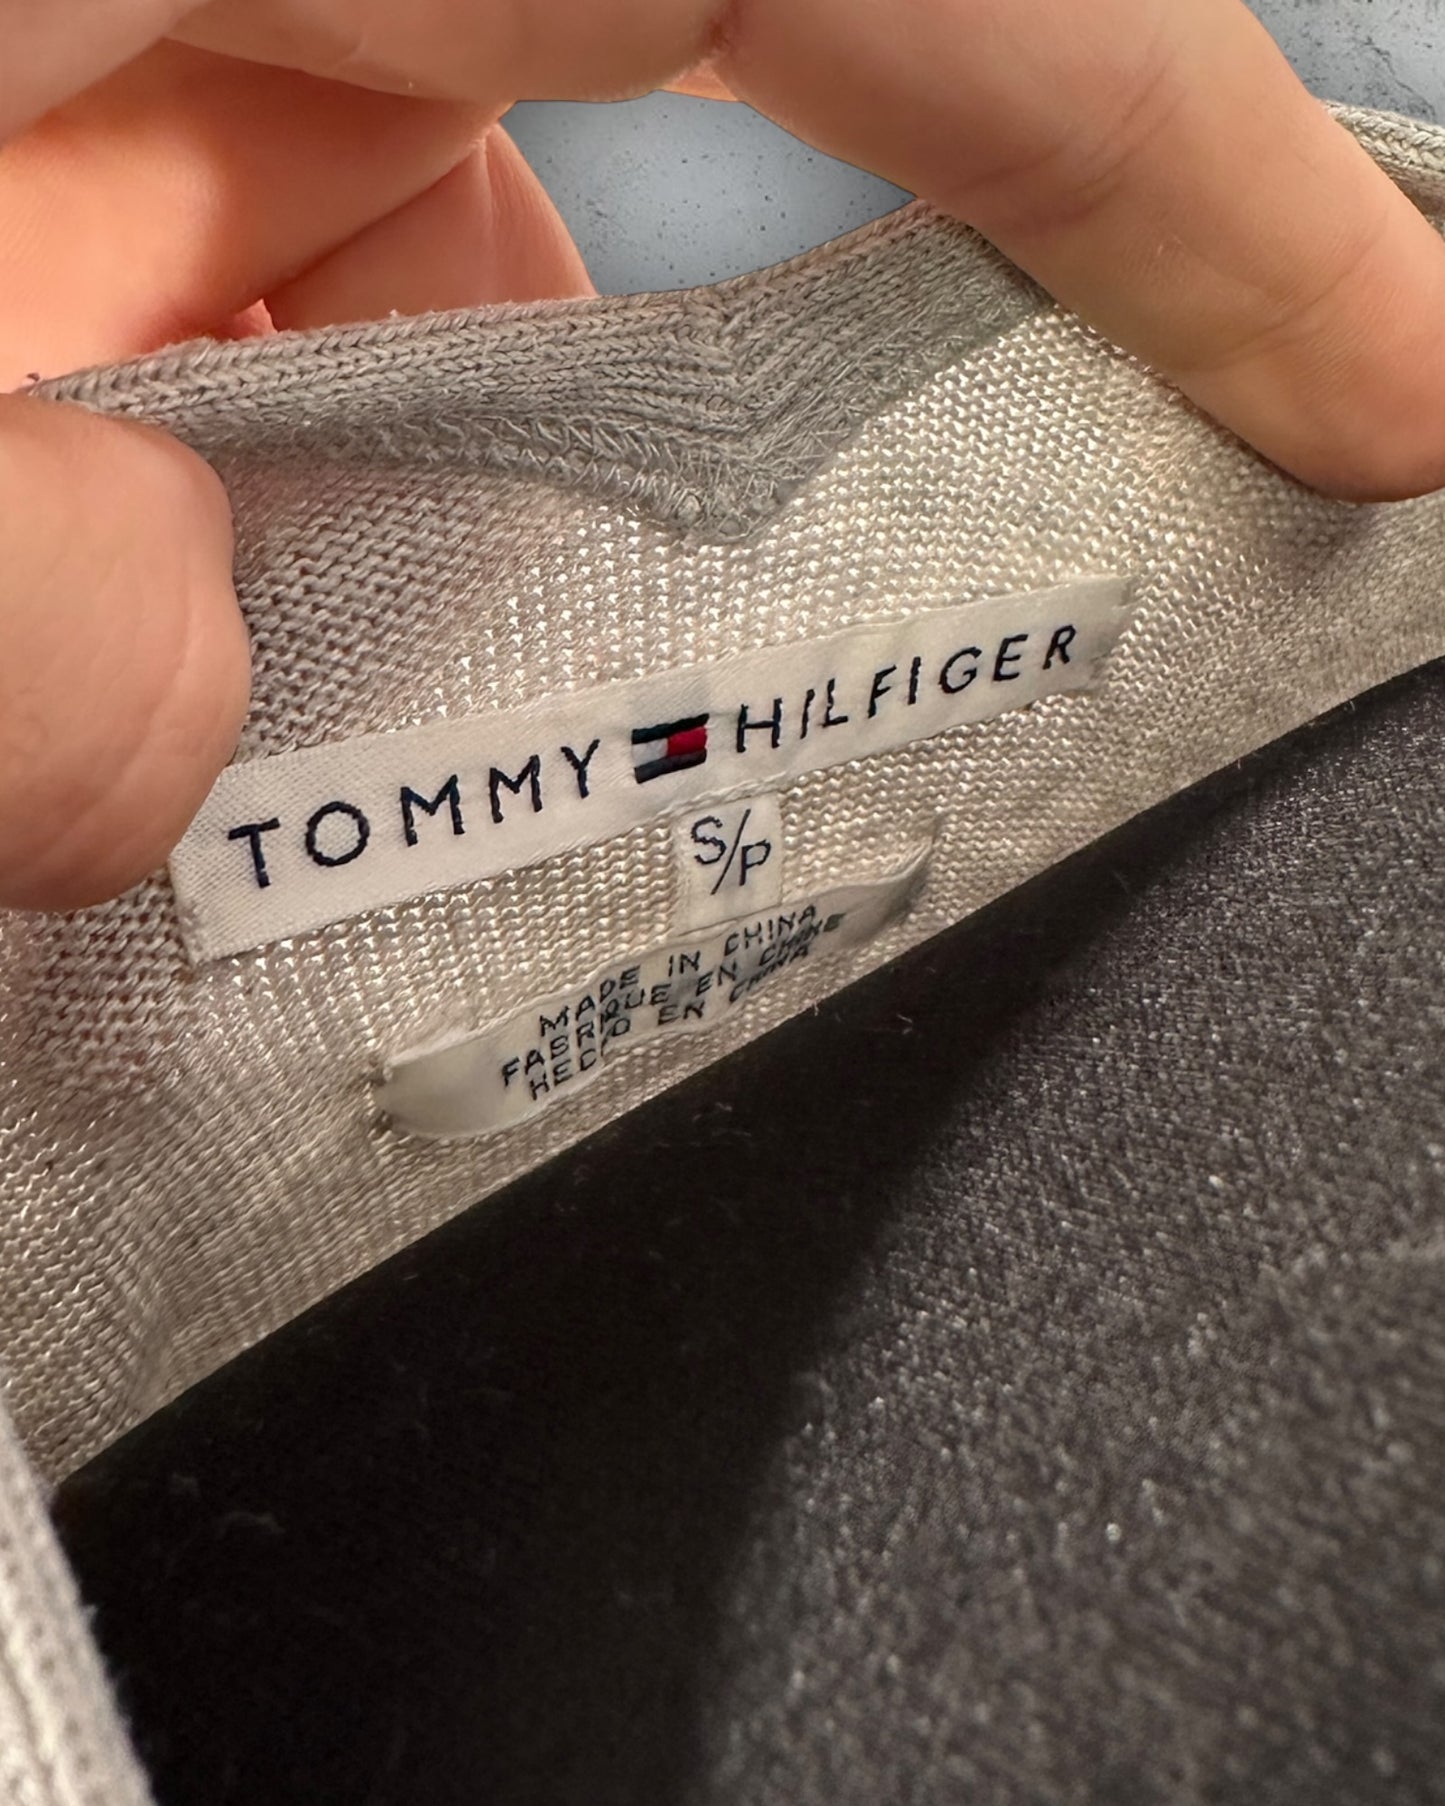 TOMMY HILFIGER
S/P
MADE IN CHINA
FABRIQUE EN CHINE
HECHO EN CHINA